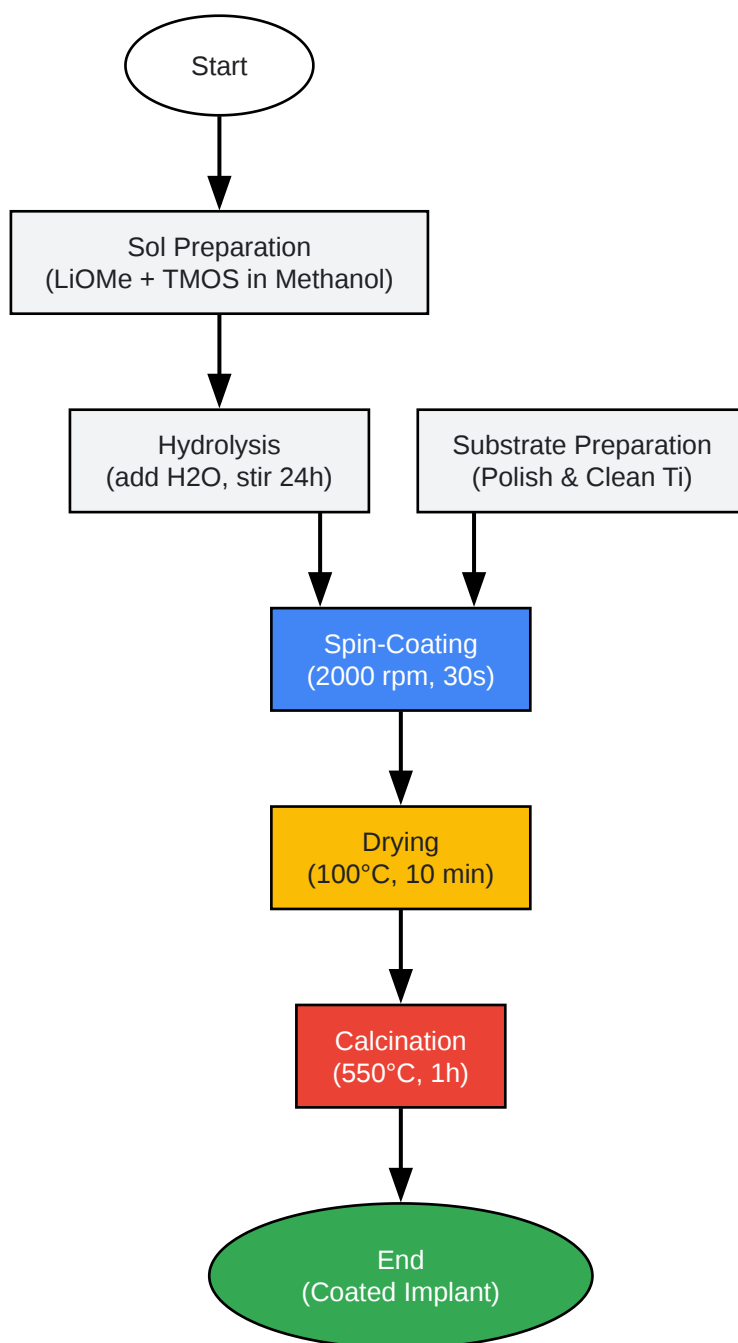 Start
Sol Preparation
(LiOMe + TMOS in Methanol)
Hydrolysis
(add H2O, stir 24h)
Substrate Preparation
(Polish & Clean Ti)
Spin-Coating
(2000 rpm, 30s)
Drying
(100°C, 10 min)
Calcination
(550°C, 1h)
End
(Coated Implant)